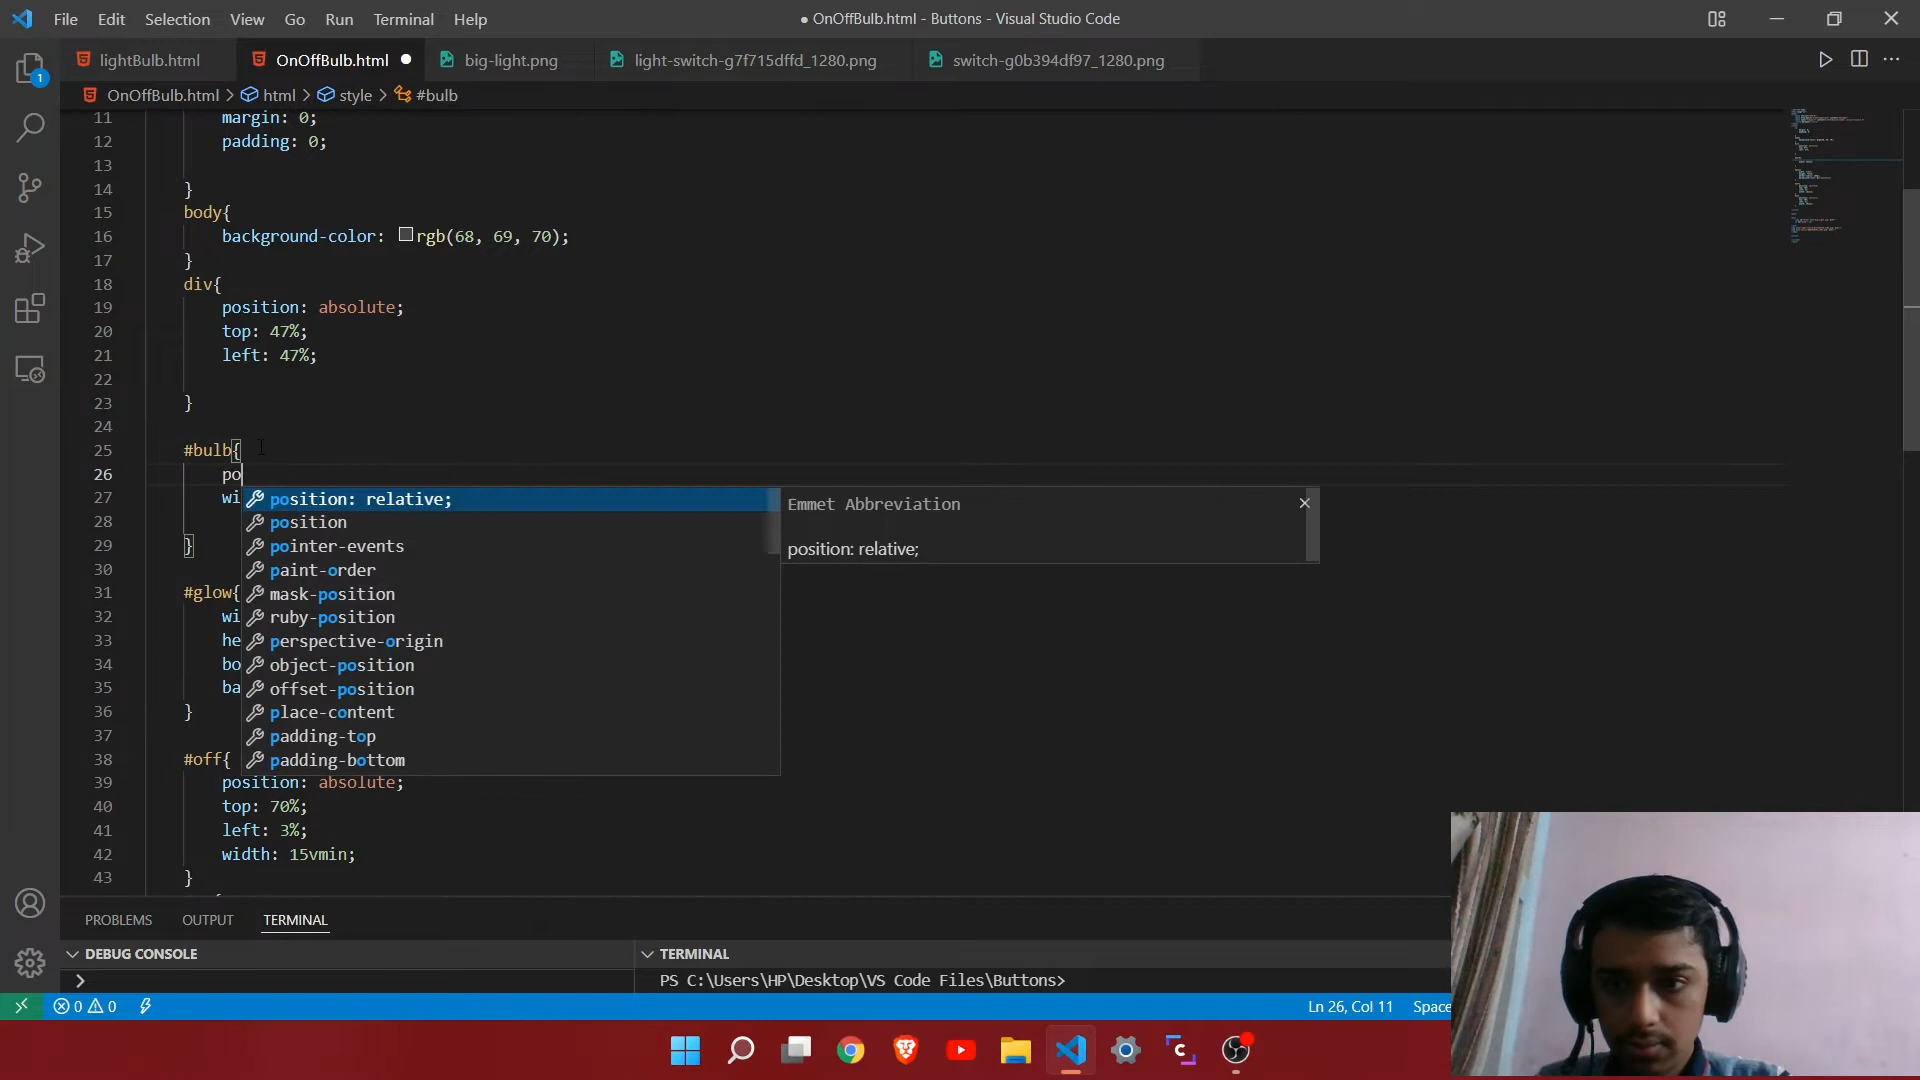 File Edit Selection View Go Run Terminal Help
● OnOffBulb.html - Buttons - Visual Studio Code
lightBulb.html OnOffBulb.html ● big-light.png light-switch-g7f715dffd_1280.png switch-g0b394df97_1280.png
OnOffBulb.html > html > style > #bulb
1
11 margin: 0;
12 padding: 0;
13
14 }
15 body{
16 background-color: rgb(68, 69, 70);
17 }
18 div{
19 position: absolute;
20 top: 47%;
21 left: 47%;
22
23 }
24
25 #bulb{
26 po
27 wi
28
29 }
30
31 #glow{
32 wi
33 he
34 bo
35 ba
36 }
37
38 #off{
39 position: absolute;
40 top: 70%;
41 left: 3%;
42 width: 15vmin;
43 }
position: relative;
position
pointer-events
paint-order
mask-position
ruby-position
perspective-origin
object-position
offset-position
place-content
padding-top
padding-bottom
Emmet Abbreviation
position: relative;
PROBLEMS OUTPUT TERMINAL
DEBUG CONSOLE
>
TERMINAL
PS C:\Users\HP\Desktop\VS Code Files\Buttons>
0 0
Ln 26, Col 11 Space